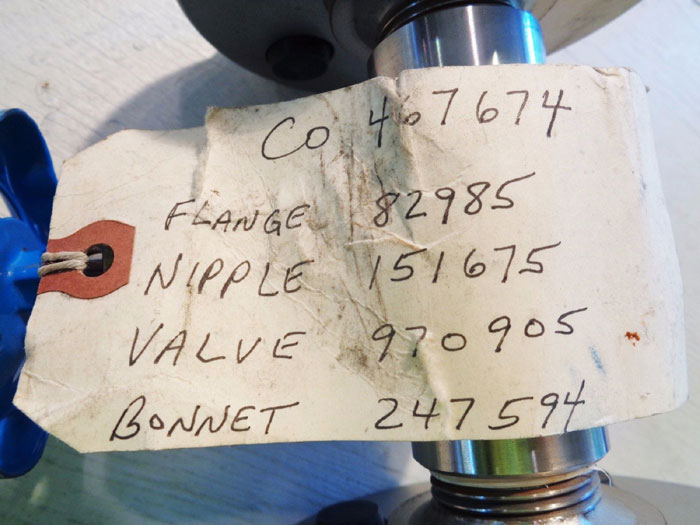 Co 467674
FLANGE 82985
NIPPLE 151675
VALVE 970905
BONNET 247594